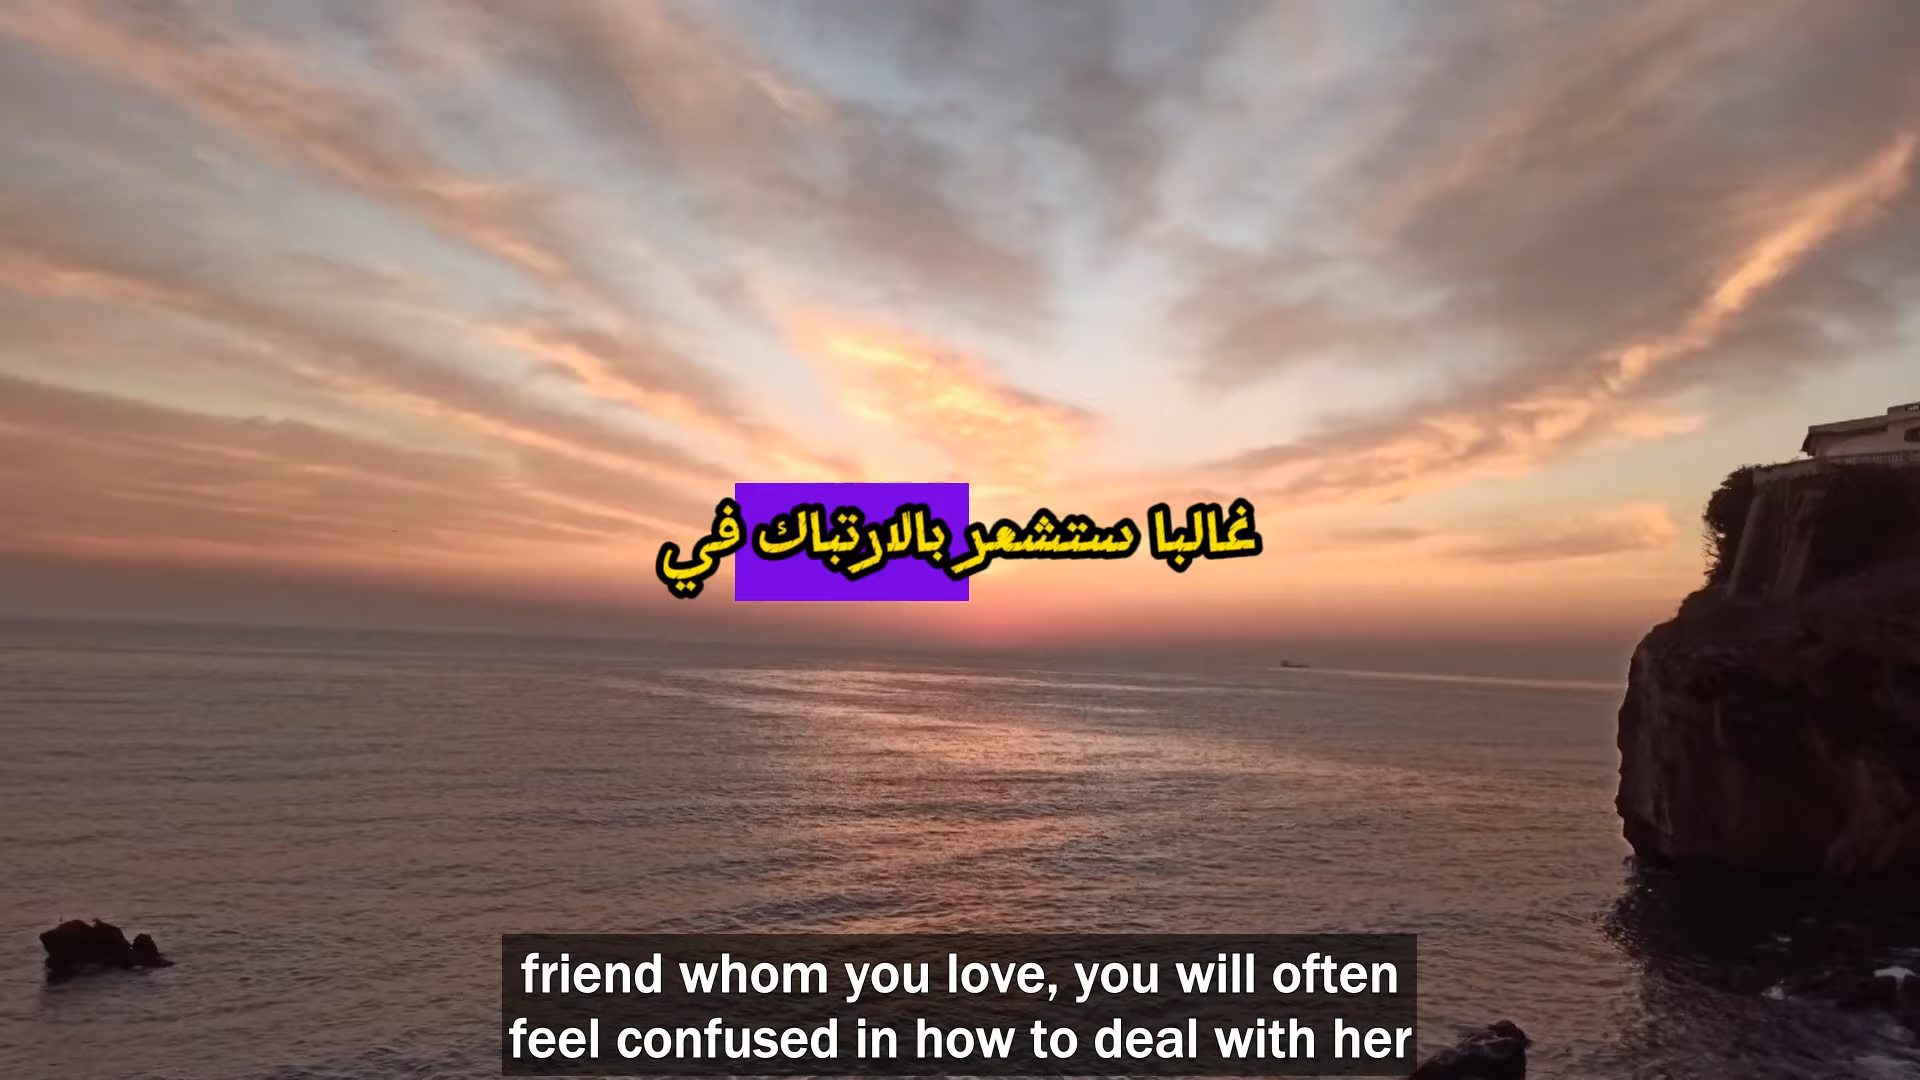 غالبا ستشعر بالارتباك في
friend whom you love, you will often
feel confused in how to deal with her